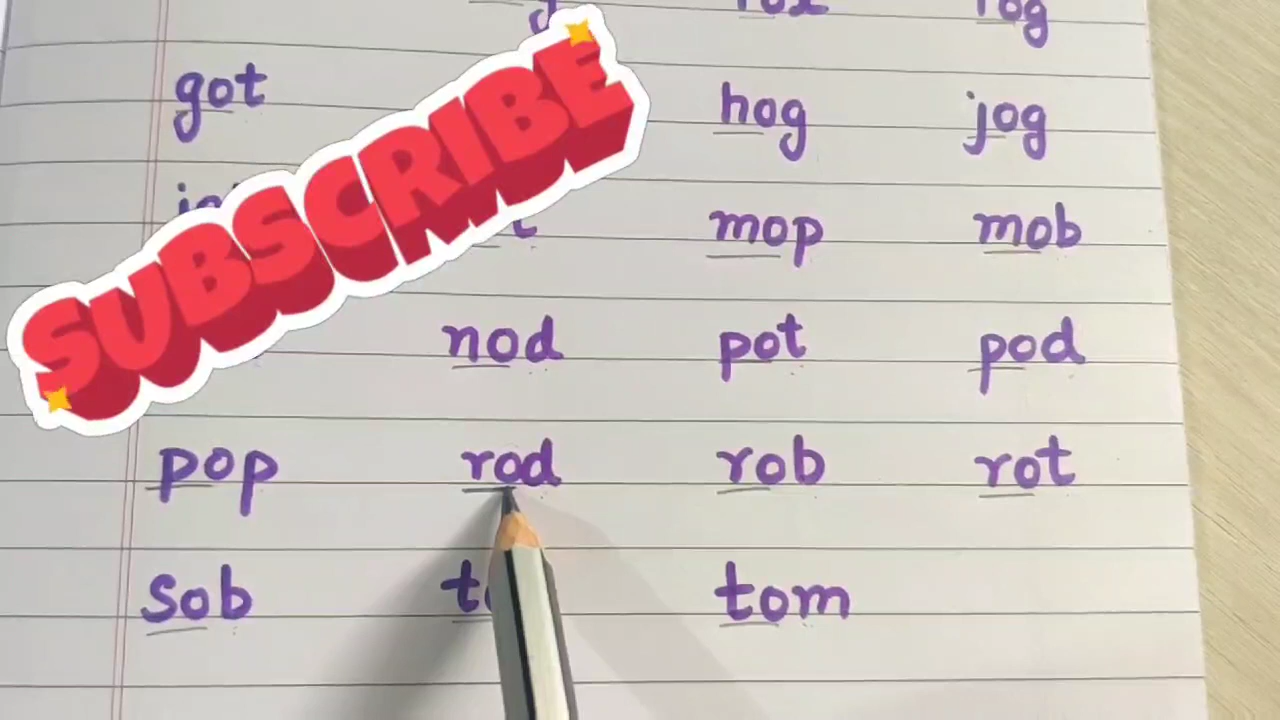 got hog jog
SUBSCRIBE
mop mob
nod pot pod
pop rod rob rot
sob tom